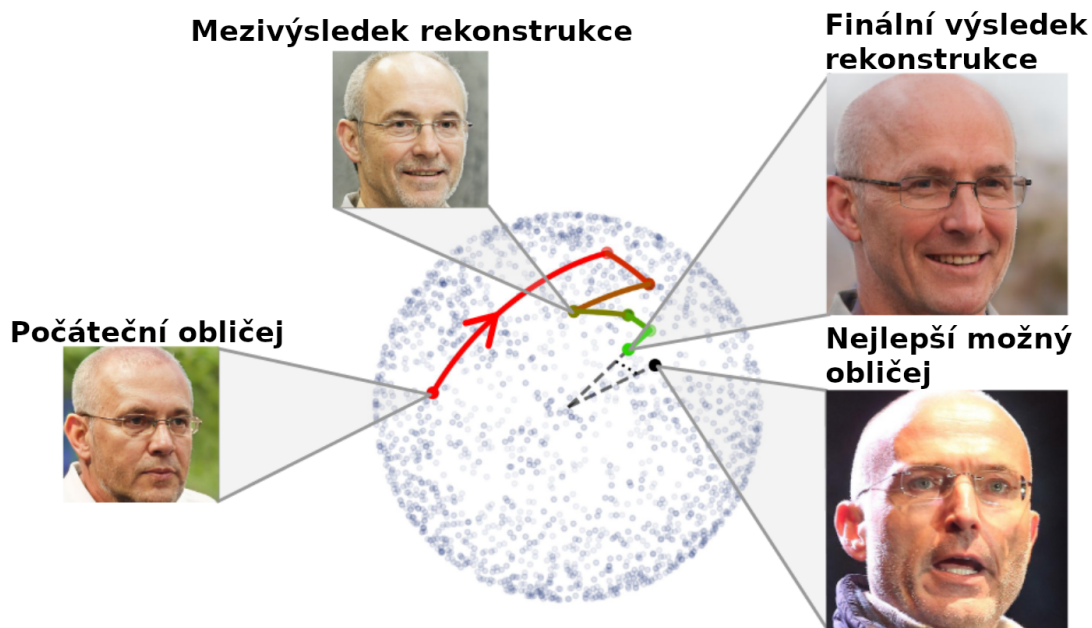 Mezivýsledek rekonstrukce
Finální výsledek
rekonstrukce
Počáteční obličej
Nejlepší možný
obličej